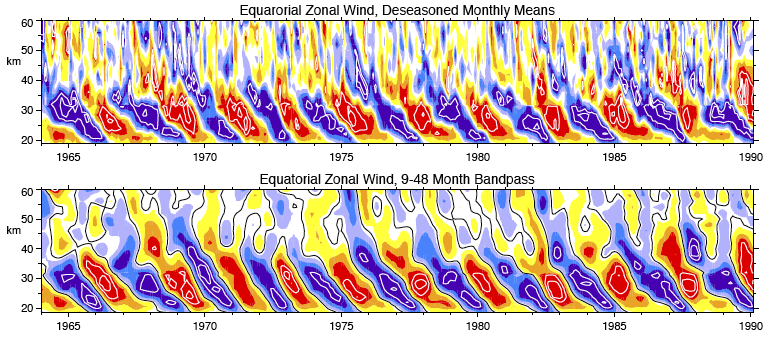 Equarorial Zonal Wind, Deseasoned Monthly Means
60
50
km
40
30
20
1965 1970 1975 1980 1985 1990
Equatorial Zonal Wind, 9-48 Month Bandpass
60
50
km
40
30
20
1965 1970 1975 1980 1985 1990